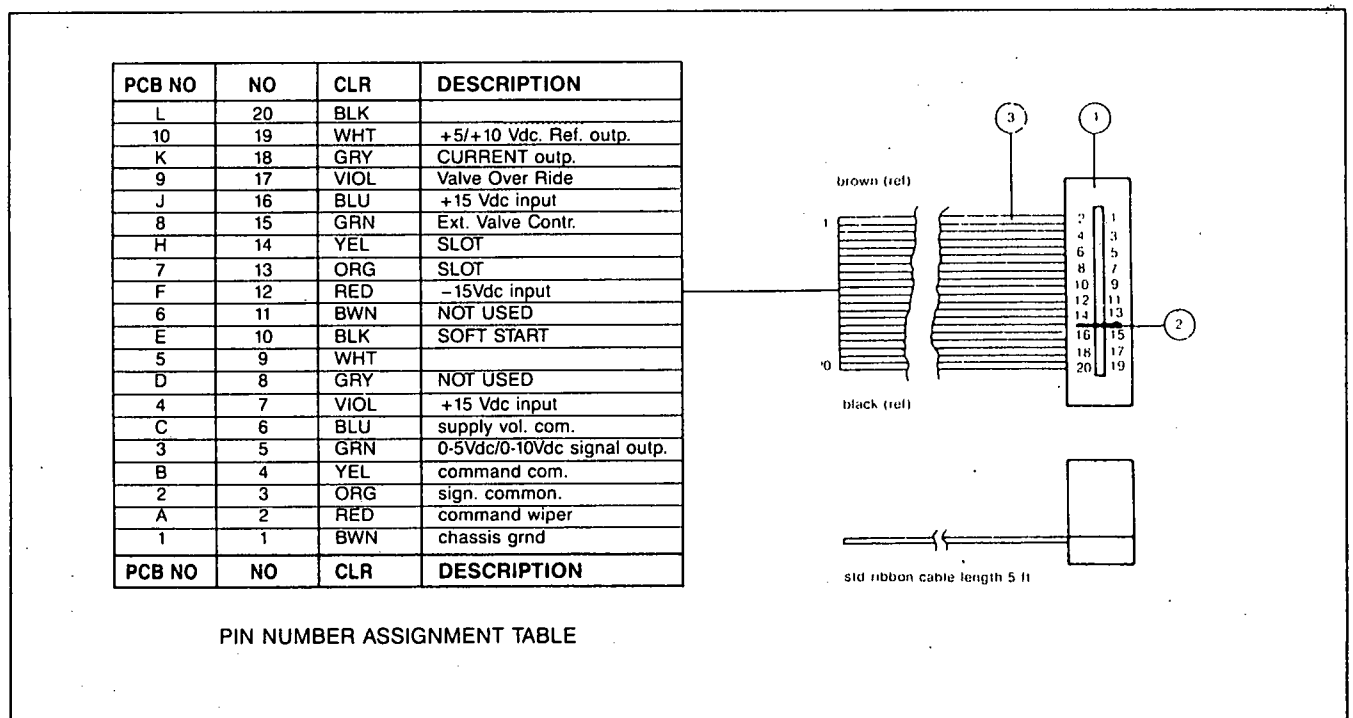 PCB NO NO CLR DESCRIPTION
L 20 BLK
10 19 WHT +5/+10 Vdc. Ref. outp.
K 18 GRY CURRENT outp.
9 17 VIOL Valve Over Ride
J 16 BLU +15 Vdc input
8 15 GRN Ext. Valve Contr.
H 14 YEL SLOT
7 13 ORG SLOT
F 12 RED −15Vdc input
6 11 BWN NOT USED
E 10 BLK SOFT START
5 9 WHT
D 8 GRY NOT USED
4 7 VIOL +15 Vdc input
C 6 BLU supply vol. com.
3 5 GRN 0-5Vdc/0-10Vdc signal outp.
B 4 YEL command com.
2 3 ORG sign. common.
A 2 RED command wiper
1 1 BWN chassis grnd
PCB NO NO CLR DESCRIPTION
PIN NUMBER ASSIGNMENT TABLE
3 1
brown (ref)
1
2 1
4 3
6 5
8 7
10 9
12 11
14 13
2
16 15
18 17
20 19
black (ref)
std ribbon cable length 5 ft